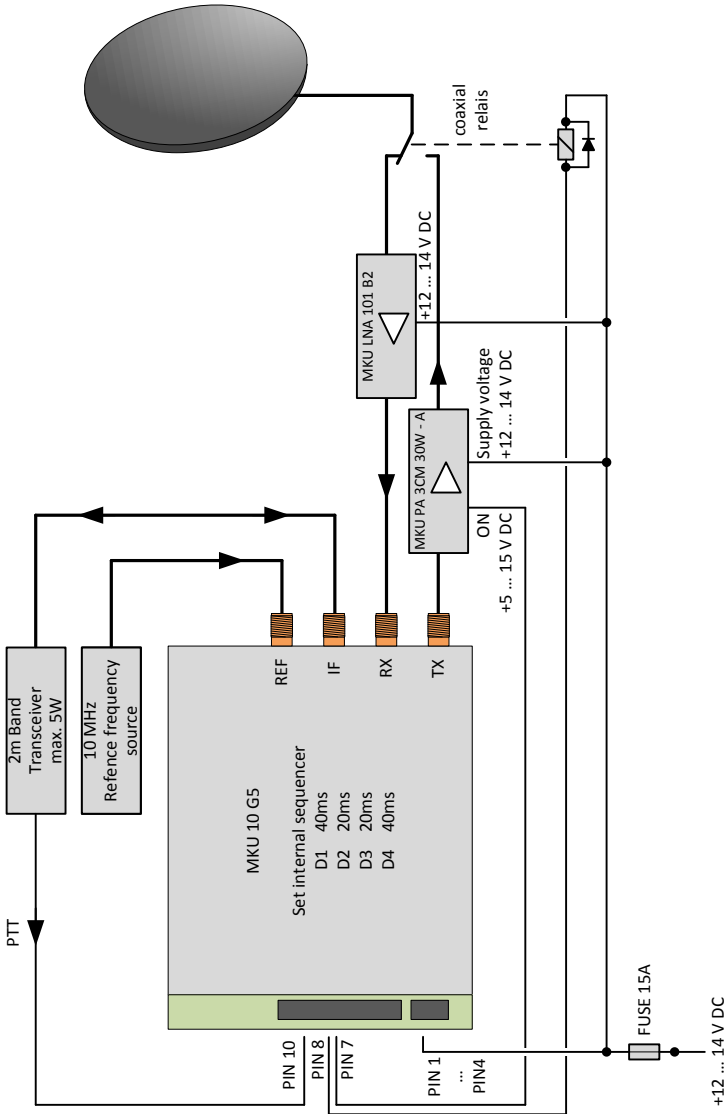 2m Band
Transceiver
max. 5W
10 MHz
Refence frequency
source
PTT
MKU 10 G5
Set internal sequencer
D1 40ms
D2 20ms
D3 20ms
D4 40ms
REF
IF
RX
TX
PIN 10
PIN 8
PIN 7
PIN 1
...
PIN4
MKU LNA 101 B2
+12 ... 14 V DC
MKU PA 3CM 30W - A
ON
+5 ... 15 V DC
Supply voltage
+12 ... 14 V DC
coaxial
relais
FUSE 15A
+12 ... 14 V DC